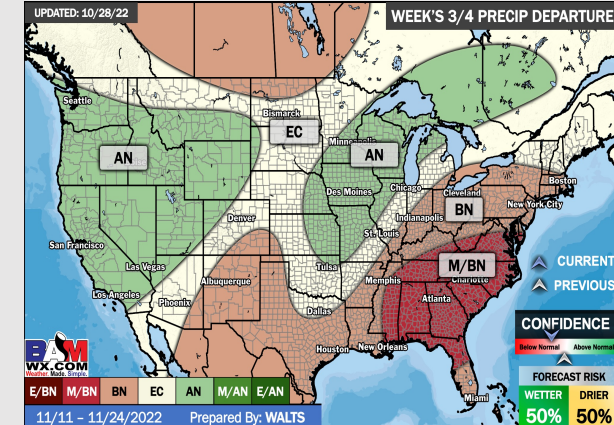 UPDATED: 10/28/22
WEEK'S 3/4 PRECIP DEPARTURE
Seattle
Bismarck
EC
Minneapolis
AN
AN
Des Moines
Chicago
Cleveland
Boston
BN
New York City
Indianapolis
Denver
St. Louis
San Francisco
Las Vegas
Tulsa
M/BN
Charlotte
CURRENT
Los Angeles
Albuquerque
Memphis
PREVIOUS
Phoenix
Atlanta
Dallas
CONFIDENCE
Houston
New Orleans
Below Normal
Above Normal
BAM
WX.COM
Weather. Made. Simple.
FORECAST RISK
E/BN M/BN BN EC AN M/AN E/AN
WETTER DRIER
Miami
50% 50%
11/11 – 11/24/2022 Prepared By: WALTS